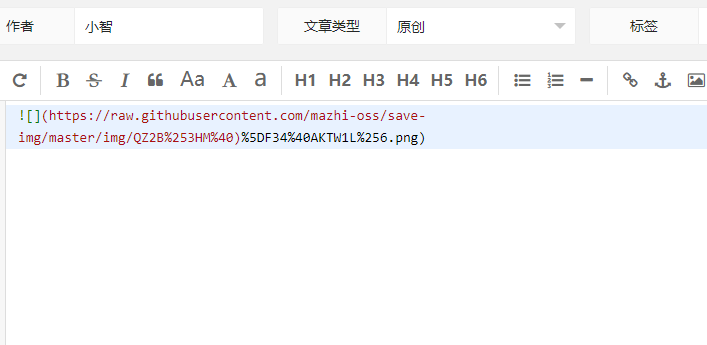 作者 小智 文章类型 原创 标签
B S I Aa A a H1 H2 H3 H4 H5 H6
![](https://raw.githubusercontent.com/mazhi-oss/save-
img/master/img/QZ2B%253HM%40)%5DF34%40AKTW1L%256.png)